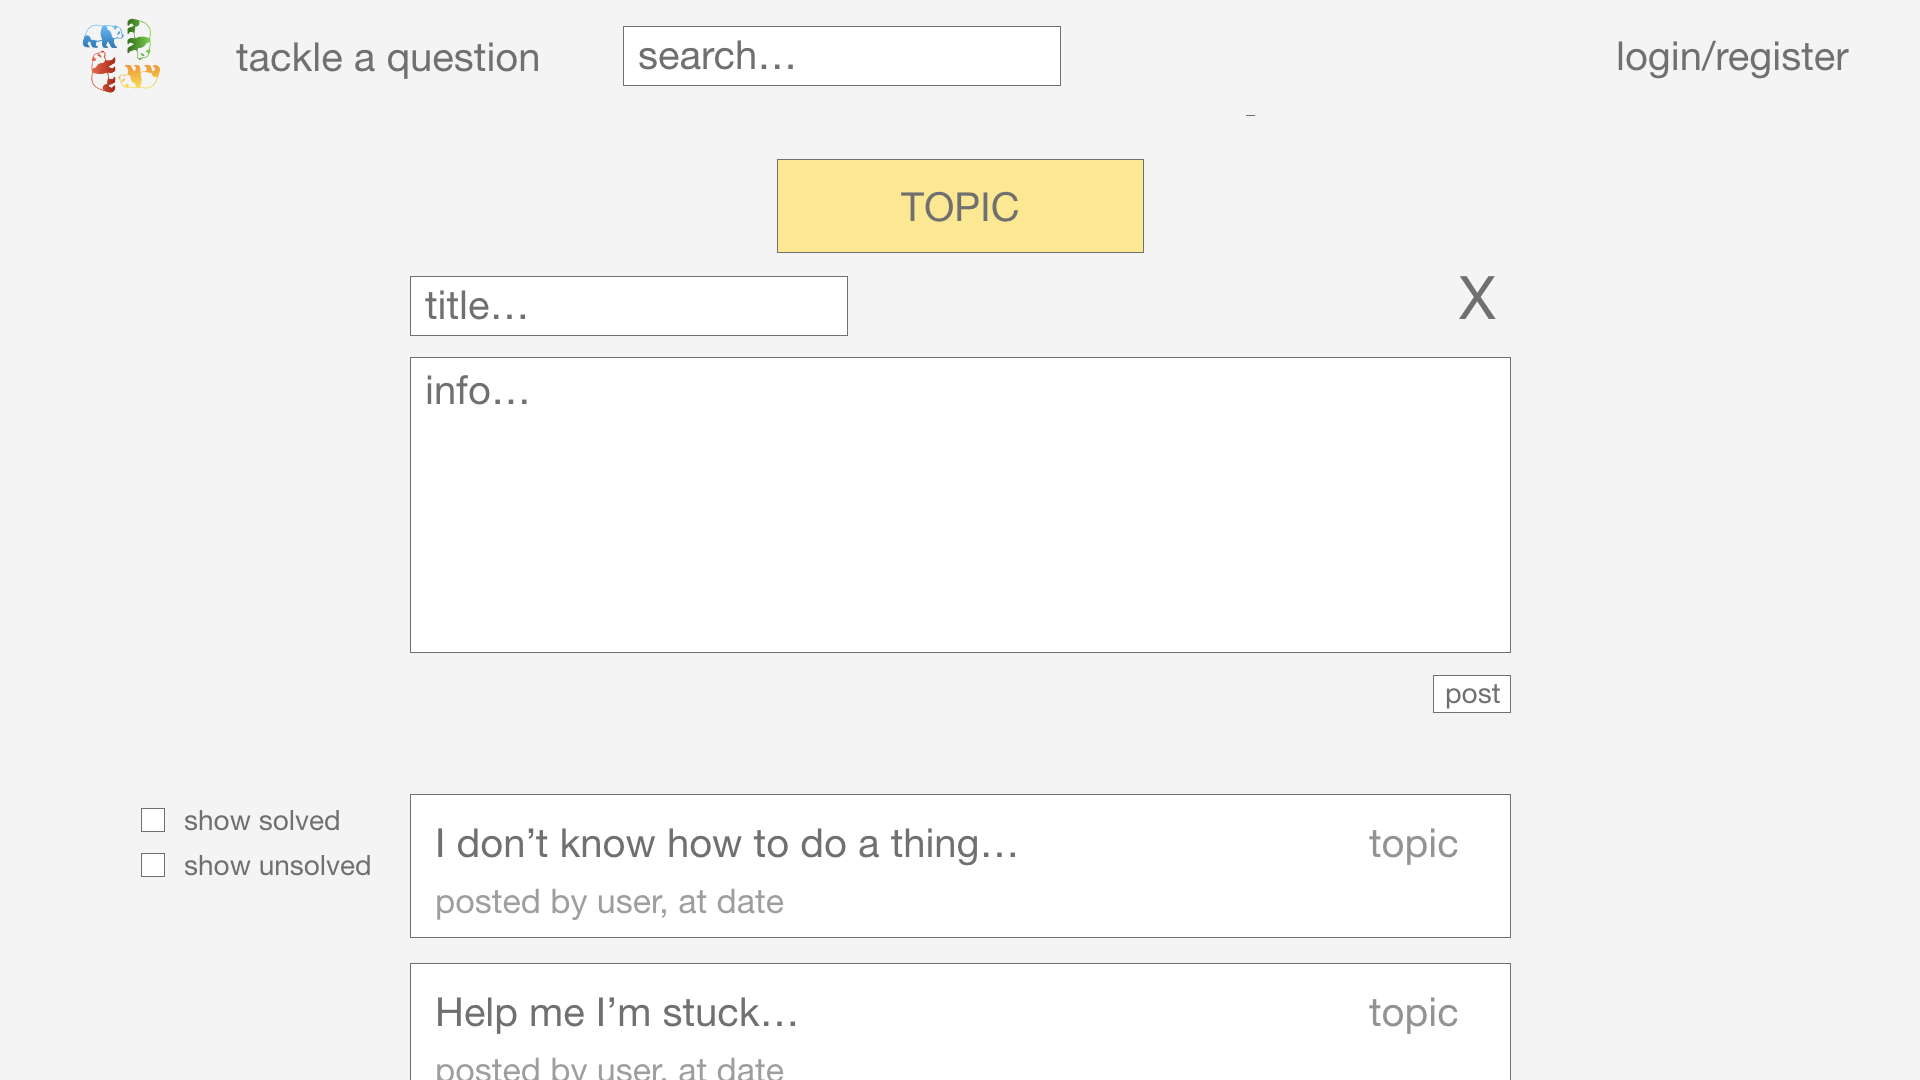 tackle a question
search…
login/register
TOPIC
title…
X
info…
post
show solved
show unsolved
I don’t know how to do a thing…
topic
posted by user, at date
Help me I’m stuck…
topic
posted by user, at date